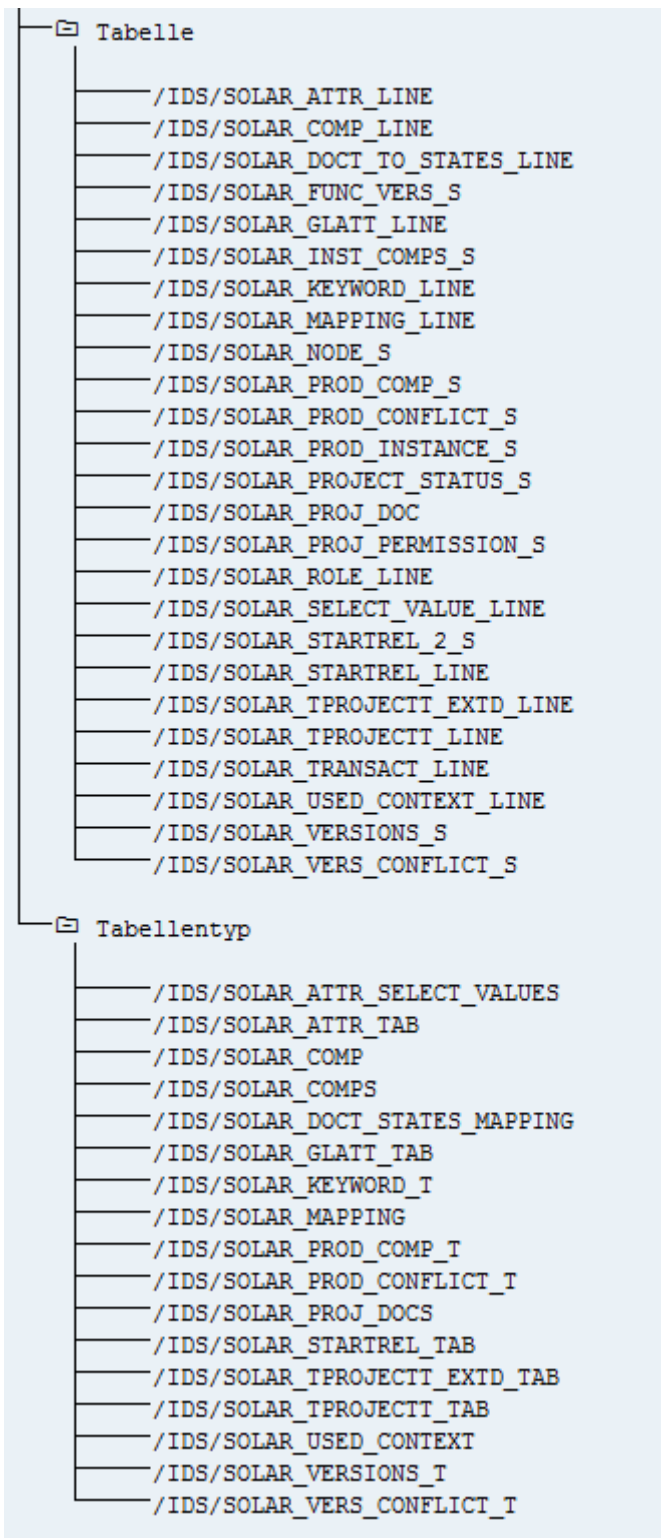 Tabelle
/IDS/SOLAR_ATTR_LINE
/IDS/SOLAR_COMP_LINE
/IDS/SOLAR_DOCT_TO_STATES_LINE
/IDS/SOLAR_FUNC_VERS_S
/IDS/SOLAR_GLATT_LINE
/IDS/SOLAR_INST_COMPS_S
/IDS/SOLAR_KEYWORD_LINE
/IDS/SOLAR_MAPPING_LINE
/IDS/SOLAR_NODE_S
/IDS/SOLAR_PROD_COMP_S
/IDS/SOLAR_PROD_CONFLICT_S
/IDS/SOLAR_PROD_INSTANCE_S
/IDS/SOLAR_PROJECT_STATUS_S
/IDS/SOLAR_PROJ_DOC
/IDS/SOLAR_PROJ_PERMISSION_S
/IDS/SOLAR_ROLE_LINE
/IDS/SOLAR_SELECT_VALUE_LINE
/IDS/SOLAR_STARTREL_2_S
/IDS/SOLAR_STARTREL_LINE
/IDS/SOLAR_TPROJECTT_EXTD_LINE
/IDS/SOLAR_TPROJECTT_LINE
/IDS/SOLAR_TRANSACT_LINE
/IDS/SOLAR_USED_CONTEXT_LINE
/IDS/SOLAR_VERSIONS_S
/IDS/SOLAR_VERS_CONFLICT_S
Tabellentyp
/IDS/SOLAR_ATTR_SELECT_VALUES
/IDS/SOLAR_ATTR_TAB
/IDS/SOLAR_COMP
/IDS/SOLAR_COMPS
/IDS/SOLAR_DOCT_STATES_MAPPING
/IDS/SOLAR_GLATT_TAB
/IDS/SOLAR_KEYWORD_T
/IDS/SOLAR_MAPPING
/IDS/SOLAR_PROD_COMP_T
/IDS/SOLAR_PROD_CONFLICT_T
/IDS/SOLAR_PROJ_DOCS
/IDS/SOLAR_STARTREL_TAB
/IDS/SOLAR_TPROJECTT_EXTD_TAB
/IDS/SOLAR_TPROJECTT_TAB
/IDS/SOLAR_USED_CONTEXT
/IDS/SOLAR_VERSIONS_T
/IDS/SOLAR_VERS_CONFLICT_T